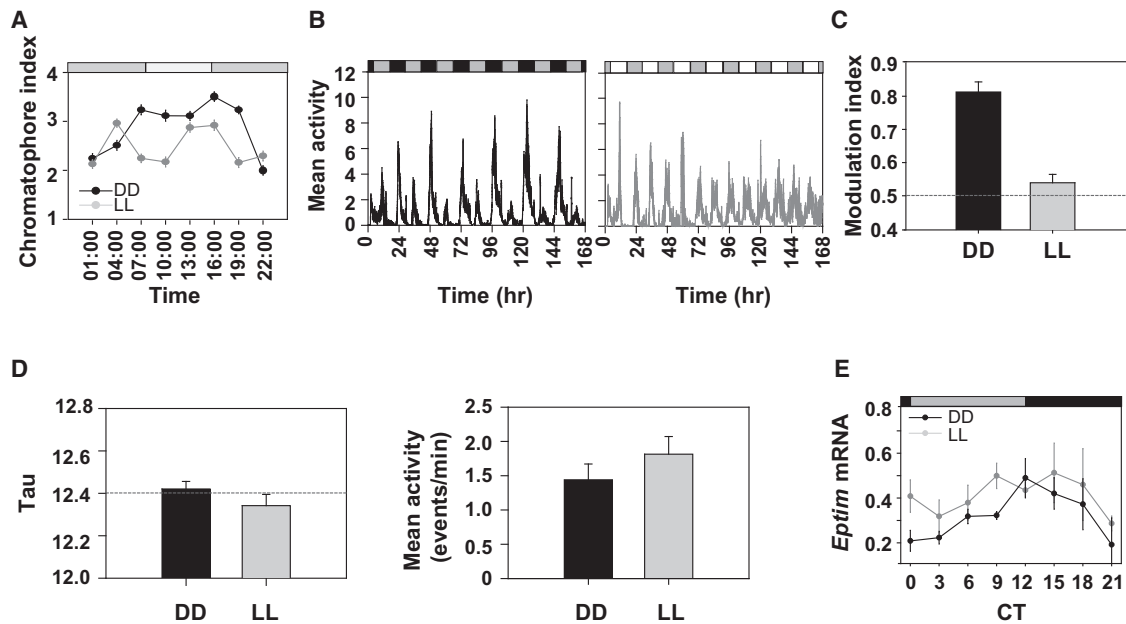 A
Chromatophore index
4
3
2
1
DD
LL
01:00
04:00
07:00
10:00
13:00
16:00
19:00
22:00
Time
B
Mean activity
12
10
8
6
4
2
0
0
24
48
72
96
120
144
168
Time (hr)
0
24
48
72
96
120
144
168
Time (hr)
C
Modulation index
0.9
0.8
0.7
0.6
0.5
0.4
DD
LL
D
Tau
12.8
12.6
12.4
12.2
12.0
DD
LL
Mean activity
(events/min)
2.5
2.0
1.5
1.0
0.5
0
DD
LL
E
Eptim mRNA
0.8
0.6
0.4
0.2
DD
LL
0
3
6
9
12
15
18
21
CT